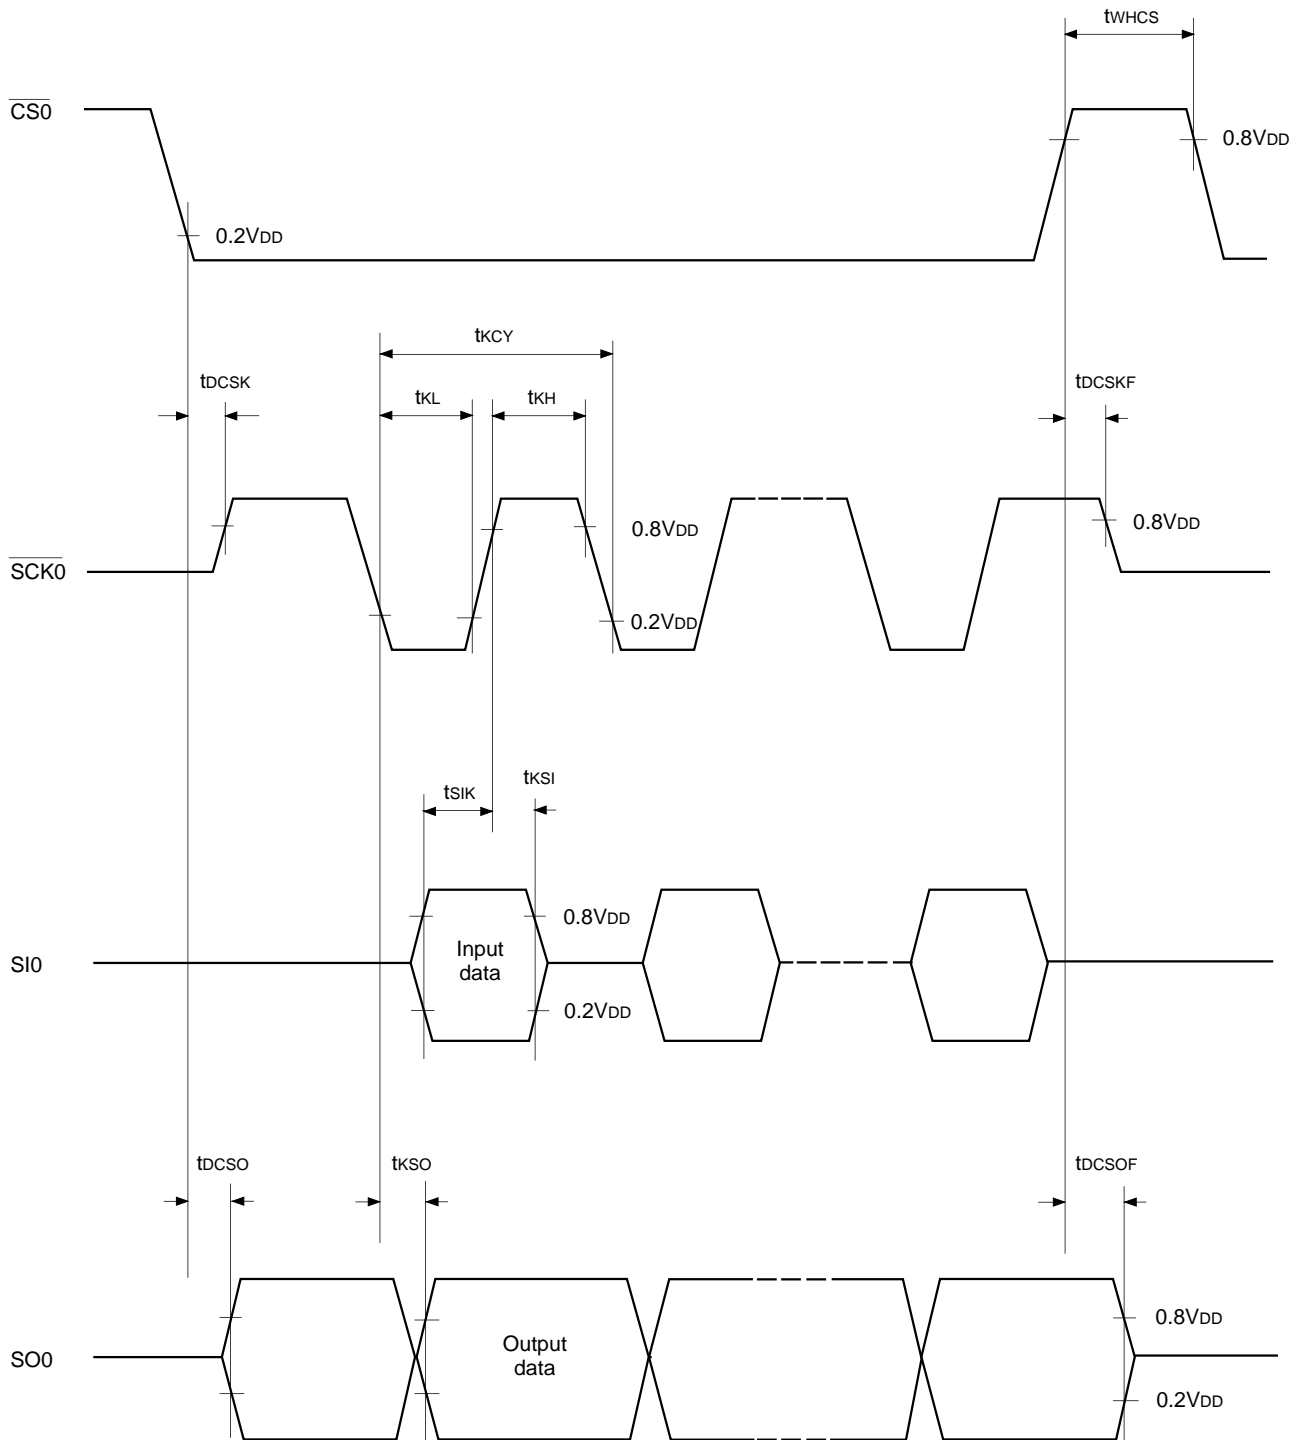 tWHCS
CS0
0.8VDD
0.2VDD
tKCY
tDCSK
tKL
tKH
tDCSKF
0.8VDD
0.8VDD
SCK0
0.2VDD
tKSI
tSIK
0.8VDD
Input
data
SI0
0.2VDD
tDCSO
tKSO
tDCSOF
0.8VDD
Output
data
SO0
0.2VDD